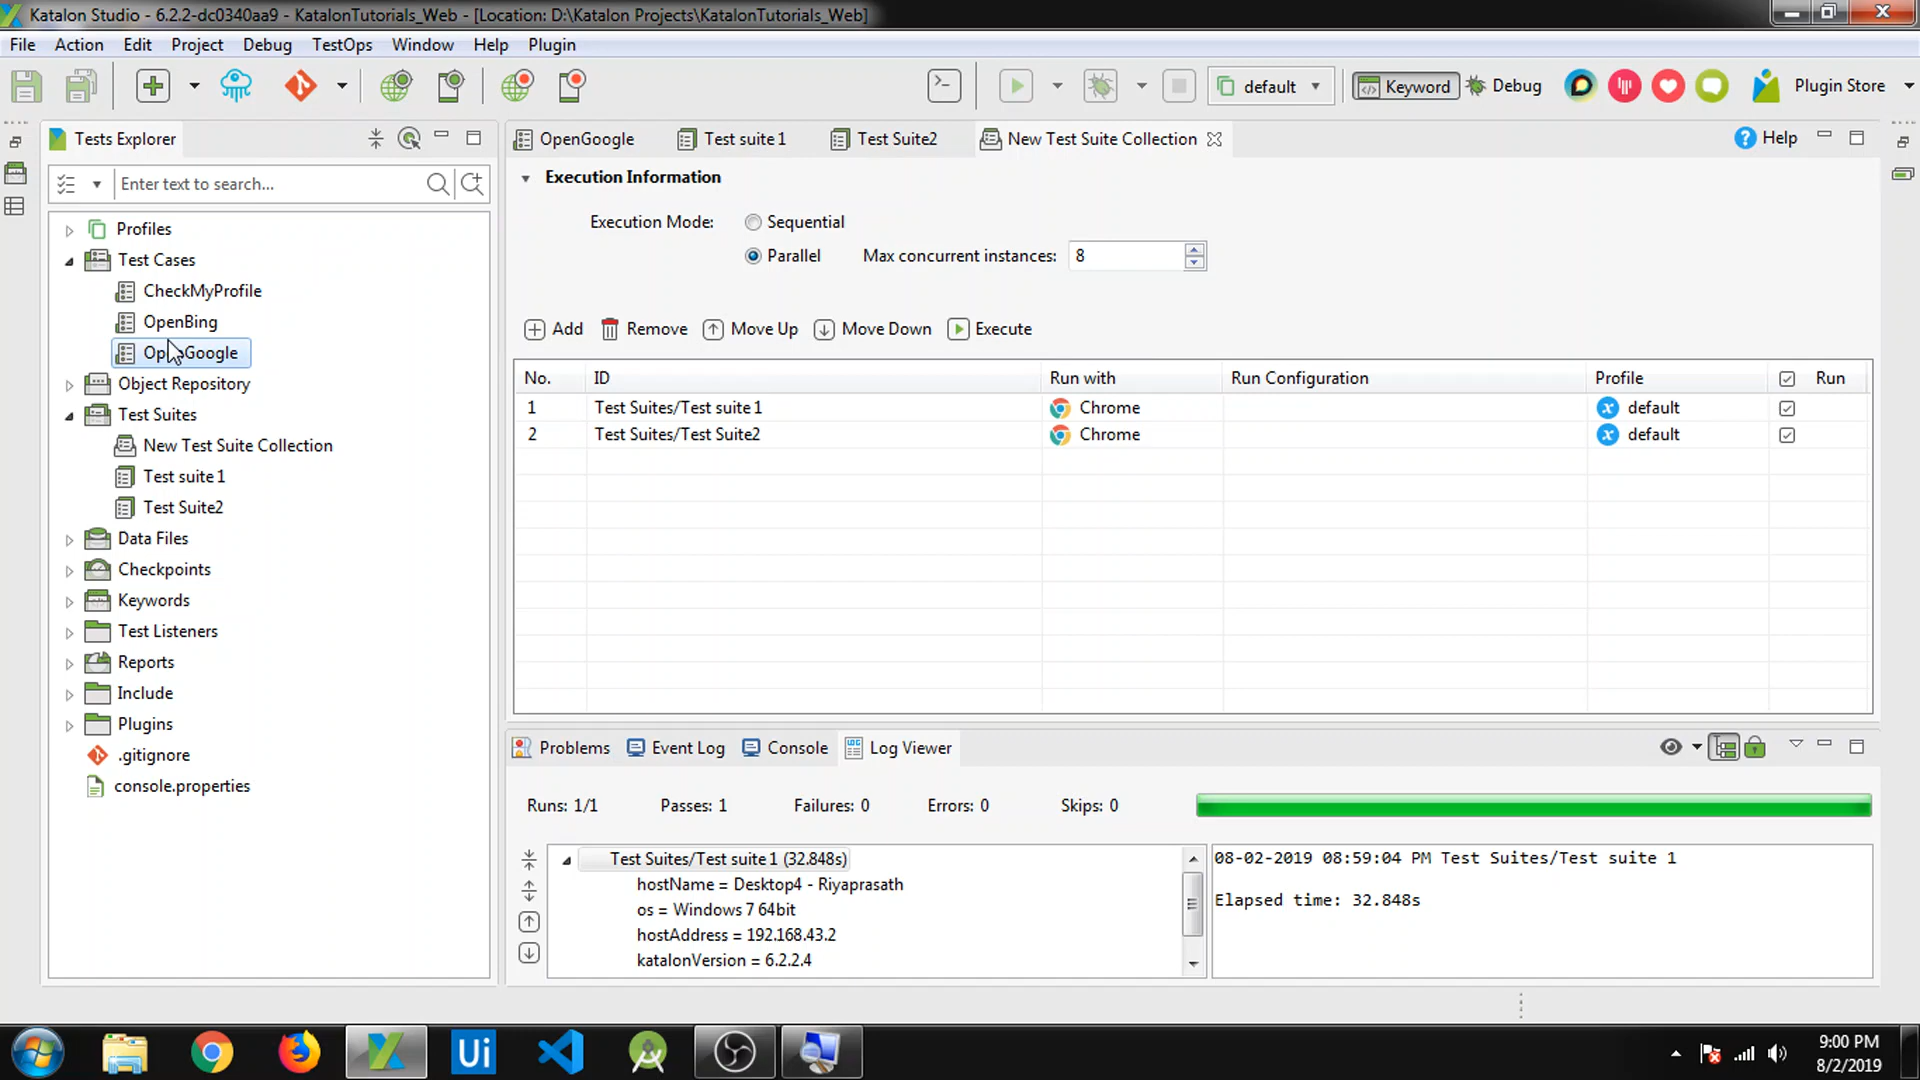 Katalon Studio - 6.2.2-dc0340aa9 - KatalonTutorials_Web - [Location: D:\Katalon Projects\KatalonTutorials_Web]
File Action Edit Project Debug TestOps Window Help Plugin
default Keyword Debug Plugin Store
Tests Explorer
Enter text to search...
Profiles
Test Cases
CheckMyProfile
OpenBing
OpenGoogle
Object Repository
Test Suites
New Test Suite Collection
Test suite 1
Test Suite2
Data Files
Checkpoints
Keywords
Test Listeners
Reports
Include
Plugins
.gitignore
console.properties
OpenGoogle Test suite 1 Test Suite2 New Test Suite Collection Help
Execution Information
Execution Mode: Sequential
Parallel Max concurrent instances: 8
Add Remove Move Up Move Down Execute
No. ID Run with Run Configuration Profile Run
1 Test Suites/Test suite 1 Chrome default
2 Test Suites/Test Suite2 Chrome default
Problems Event Log Console Log Viewer
Runs: 1/1 Passes: 1 Failures: 0 Errors: 0 Skips: 0
Test Suites/Test suite 1 (32.848s)
hostName = Desktop4 - Riyaprasath
os = Windows 7 64bit
hostAddress = 192.168.43.2
katalonVersion = 6.2.2.4
08-02-2019 08:59:04 PM Test Suites/Test suite 1
Elapsed time: 32.848s
Ui
9:00 PM
8/2/2019